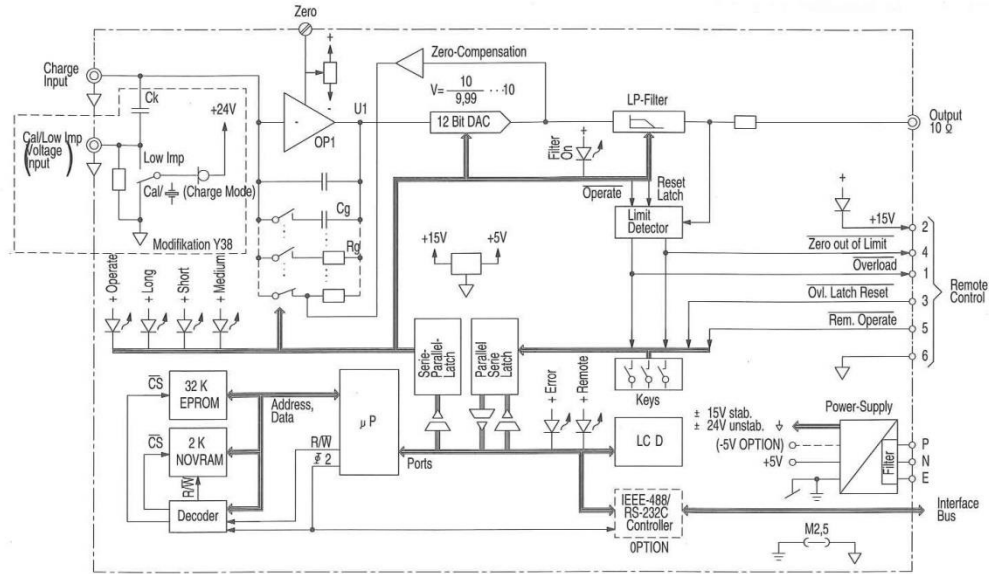 Zero
+
-
Zero-Compensation
Charge
Input
Ck
+24V
Cal/Low Imp
(Voltage
Input)
Low Imp
Cal/ (Charge Mode)
Modifikation Y38
-
OP1
U1
V= 10
9,99 ··· 10
12 Bit DAC
LP-Filter
Filter
On
Output
10 Ω
Operate
Reset
Latch
Limit
Detector
Cg
Rg
+15V
+5V
+
+15V
2
Zero out of Limit
4
Overload
1
Ovl. Latch Reset
3
Rem. Operate
5
6
Remote
Control
+ Operate
+ Long
+ Short
+ Medium
Serie-
Parallel-
Latch
Parallel
Serie
Latch
+ Error
+ Remote
Keys
CS
32 K
EPROM
Address,
Data
CS
2 K
NOVRAM
R/W
Decoder
µ P
R/W
Φ 2
Ports
LC D
IEEE-488/
RS-232C
Controller
OPTION
Power-Supply
± 15V stab.
± 24V unstab.
(-5V OPTION)
+5V
Filter
P
N
E
Interface
Bus
M2,5